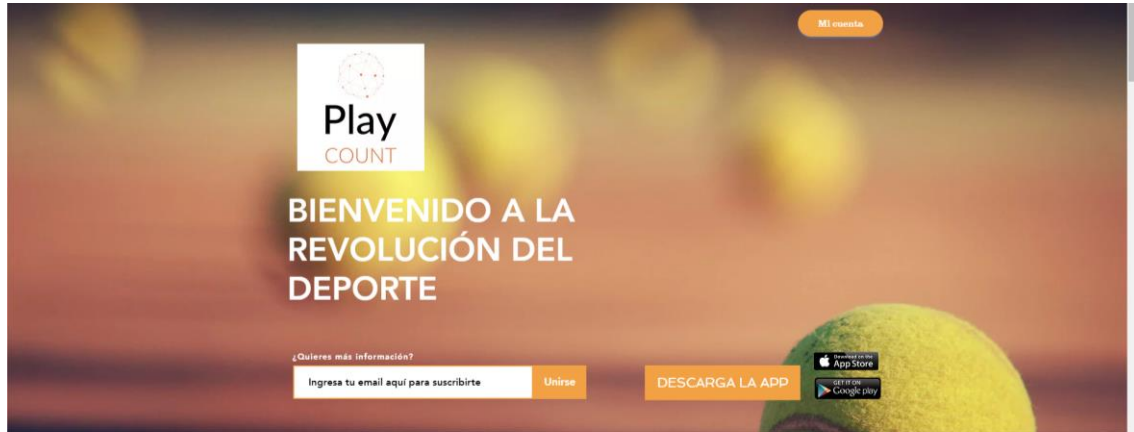 Mi cuenta
Play
COUNT
BIENVENIDO A LA
REVOLUCIÓN DEL
DEPORTE
¿Quieres más información?
Ingresa tu email aquí para suscribirte
Unirse
DESCARGA LA APP
Download on the
App Store
GET IT ON
Google play